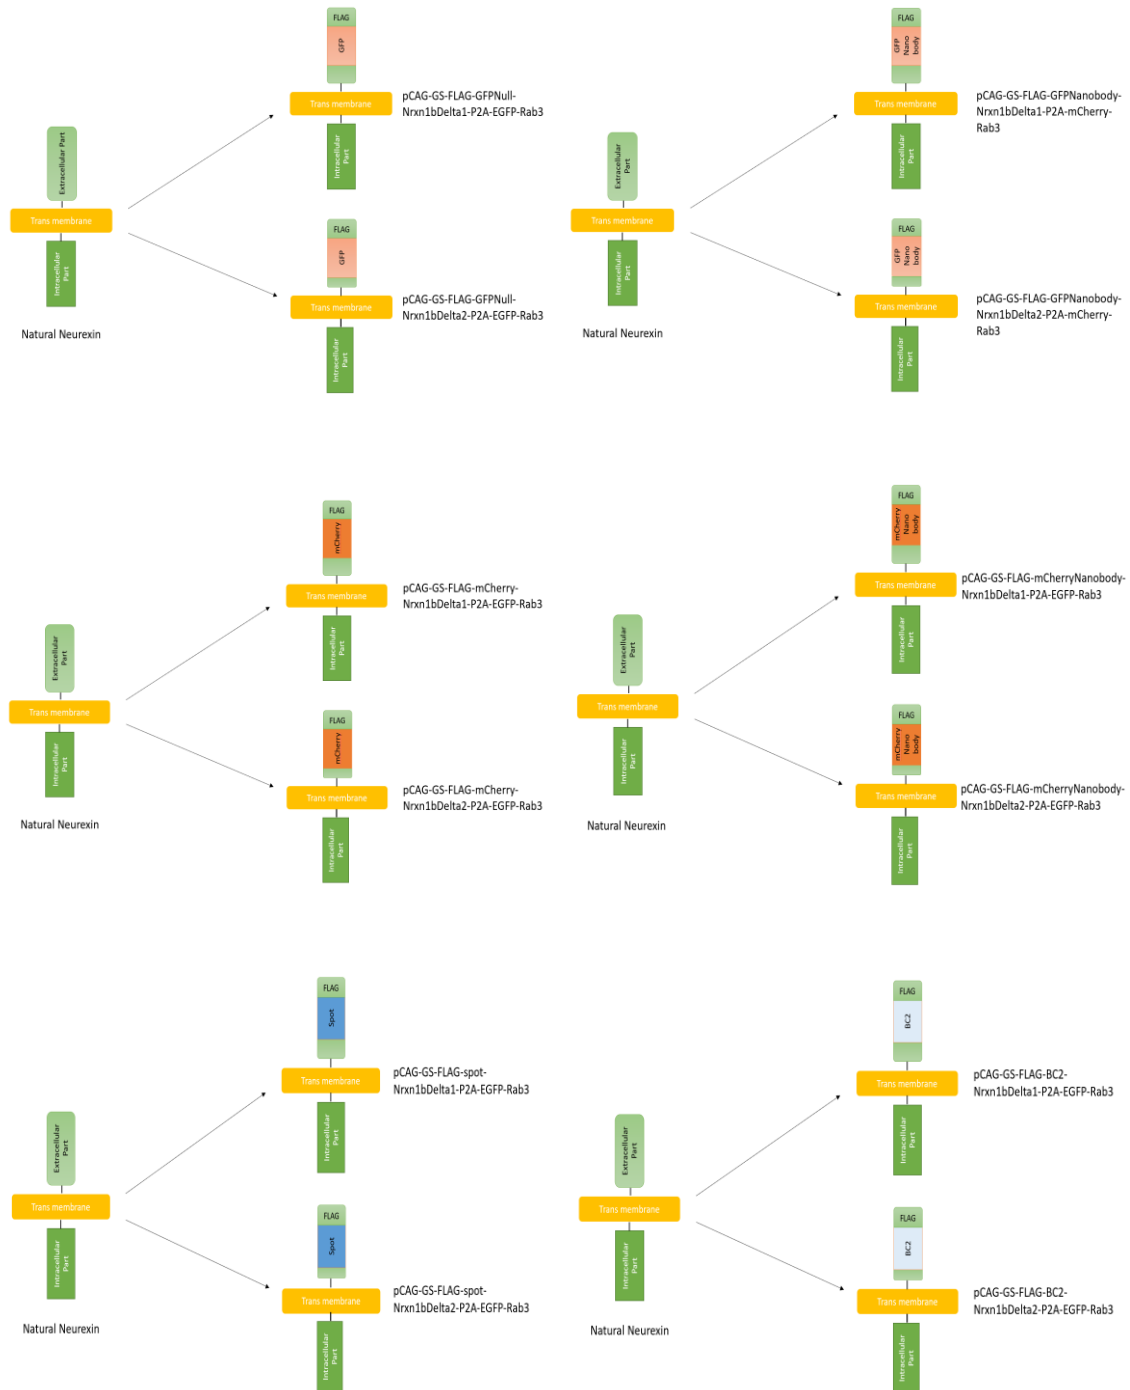 FLAG
GFP
Trans membrane
Intracellular
Part
pCAG-GS-FLAG-GFPNull-
Nrxn1bDelta1-P2A-EGFP-Rab3
Extracellular Part
Trans membrane
Intracellular
Part
Natural Neurexin
FLAG
GFP
Trans membrane
Intracellular
Part
pCAG-GS-FLAG-GFPNull-
Nrxn1bDelta2-P2A-EGFP-Rab3
FLAG
GFP
Nano
body
Trans membrane
Intracellular
Part
pCAG-GS-FLAG-GFPNanobody-
Nrxn1bDelta1-P2A-mCherry-
Rab3
Extracellular
Part
Trans membrane
Intracellular
Part
Natural Neurexin
FLAG
GFP
Nano
body
Trans membrane
Intracellular
Part
pCAG-GS-FLAG-GFPNanobody-
Nrxn1bDelta2-P2A-mCherry-
Rab3
FLAG
mCherry
Trans membrane
Intracellular
Part
pCAG-GS-FLAG-mCherry-
Nrxn1bDelta1-P2A-EGFP-Rab3
Extracellular
Part
Trans membrane
Intracellular
Part
Natural Neurexin
FLAG
mCherry
Trans membrane
Intracellular
Part
pCAG-GS-FLAG-mCherry-
Nrxn1bDelta2-P2A-EGFP-Rab3
FLAG
mCherry
Nano
body
Trans membrane
Intracellular
Part
pCAG-GS-FLAG-mCherryNanobody-
Nrxn1bDelta1-P2A-EGFP-Rab3
Extracellular
Part
Trans membrane
Intracellular
Part
Natural Neurexin
FLAG
mCherry
Nano
body
Trans membrane
Intracellular
Part
pCAG-GS-FLAG-mCherryNanobody-
Nrxn1bDelta2-P2A-EGFP-Rab3
FLAG
Spot
Trans membrane
Intracellular
Part
pCAG-GS-FLAG-spot-
Nrxn1bDelta1-P2A-EGFP-Rab3
Extracellular
Part
Trans membrane
Intracellular
Part
Natural Neurexin
FLAG
Spot
Trans membrane
Intracellular
Part
pCAG-GS-FLAG-spot-
Nrxn1bDelta2-P2A-EGFP-Rab3
FLAG
BC2
Trans membrane
Intracellular
Part
pCAG-GS-FLAG-BC2-
Nrxn1bDelta1-P2A-EGFP-Rab3
Extracellular
Part
Trans membrane
Intracellular
Part
Natural Neurexin
FLAG
BC2
Trans membrane
Intracellular
Part
pCAG-GS-FLAG-BC2-
Nrxn1bDelta2-P2A-EGFP-Rab3